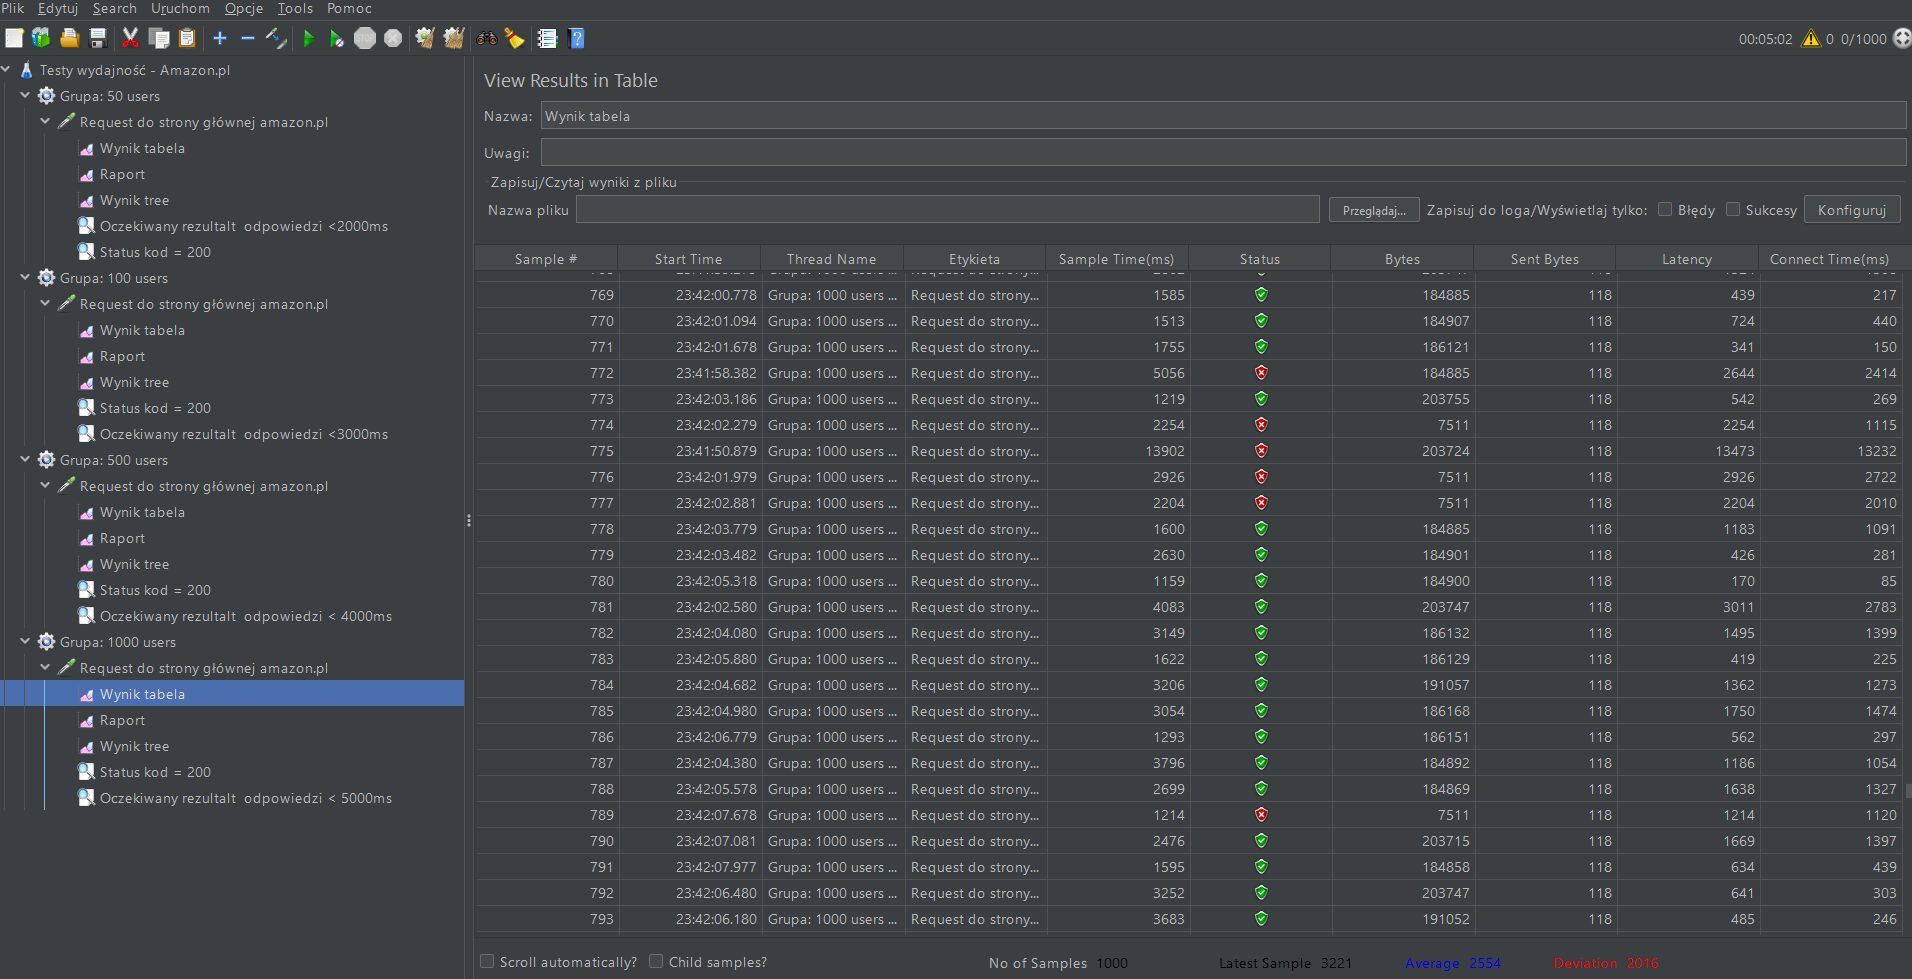 Plik Edytuj Search Uruchom Opcje Tools Pomoc
00:05:02 0 0/1000
Testy wydajność - Amazon.pl
Grupa: 50 users
Request do strony głównej amazon.pl
Wynik tabela
Raport
Wynik tree
Oczekiwany rezultalt odpowiedzi <2000ms
Status kod = 200
Grupa: 100 users
Request do strony głównej amazon.pl
Wynik tabela
Raport
Wynik tree
Status kod = 200
Oczekiwany rezultalt odpowiedzi <3000ms
Grupa: 500 users
Request do strony głównej amazon.pl
Wynik tabela
Raport
Wynik tree
Status kod = 200
Oczekiwany rezultalt odpowiedzi < 4000ms
Grupa: 1000 users
Request do strony głównej amazon.pl
Wynik tabela
Raport
Wynik tree
Status kod = 200
Oczekiwany rezultalt odpowiedzi < 5000ms
View Results in Table
Nazwa: Wynik tabela
Uwagi:
Zapisuj/Czytaj wyniki z pliku
Nazwa pliku Przeglądaj... Zapisuj do loga/Wyświetlaj tylko: Błędy Sukcesy Konfiguruj
Sample # Start Time Thread Name Etykieta Sample Time(ms) Status Bytes Sent Bytes Latency Connect Time(ms)
769 23:42:00.778 Grupa: 1000 users ... Request do strony... 1585 184885 118 439 217
770 23:42:01.094 Grupa: 1000 users ... Request do strony... 1513 184907 118 724 440
771 23:42:01.678 Grupa: 1000 users ... Request do strony... 1755 186121 118 341 150
772 23:41:58.382 Grupa: 1000 users ... Request do strony... 5056 184885 118 2644 2414
773 23:42:03.186 Grupa: 1000 users ... Request do strony... 1219 203755 118 542 269
774 23:42:02.279 Grupa: 1000 users ... Request do strony... 2254 7511 118 2254 1115
775 23:41:50.879 Grupa: 1000 users ... Request do strony... 13902 203724 118 13473 13232
776 23:42:01.979 Grupa: 1000 users ... Request do strony... 2926 7511 118 2926 2722
777 23:42:02.881 Grupa: 1000 users ... Request do strony... 2204 7511 118 2204 2010
778 23:42:03.779 Grupa: 1000 users ... Request do strony... 1600 184885 118 1183 1091
779 23:42:03.482 Grupa: 1000 users ... Request do strony... 2630 184901 118 426 281
780 23:42:05.318 Grupa: 1000 users ... Request do strony... 1159 184900 118 170 85
781 23:42:02.580 Grupa: 1000 users ... Request do strony... 4083 203747 118 3011 2783
782 23:42:04.080 Grupa: 1000 users ... Request do strony... 3149 186132 118 1495 1399
783 23:42:05.880 Grupa: 1000 users ... Request do strony... 1622 186129 118 419 225
784 23:42:04.682 Grupa: 1000 users ... Request do strony... 3206 191057 118 1362 1273
785 23:42:04.980 Grupa: 1000 users ... Request do strony... 3054 186168 118 1750 1474
786 23:42:06.779 Grupa: 1000 users ... Request do strony... 1293 186151 118 562 297
787 23:42:04.380 Grupa: 1000 users ... Request do strony... 3796 184892 118 1186 1054
788 23:42:05.578 Grupa: 1000 users ... Request do strony... 2699 184869 118 1638 1327
789 23:42:07.678 Grupa: 1000 users ... Request do strony... 1214 7511 118 1214 1120
790 23:42:07.081 Grupa: 1000 users ... Request do strony... 2476 203715 118 1669 1397
791 23:42:07.977 Grupa: 1000 users ... Request do strony... 1595 184858 118 634 439
792 23:42:06.480 Grupa: 1000 users ... Request do strony... 3252 203747 118 641 303
793 23:42:06.180 Grupa: 1000 users ... Request do strony... 3683 191052 118 485 246
Scroll automatically? Child samples? No of Samples 1000 Latest Sample 3221 Average 2554 Deviation 2016